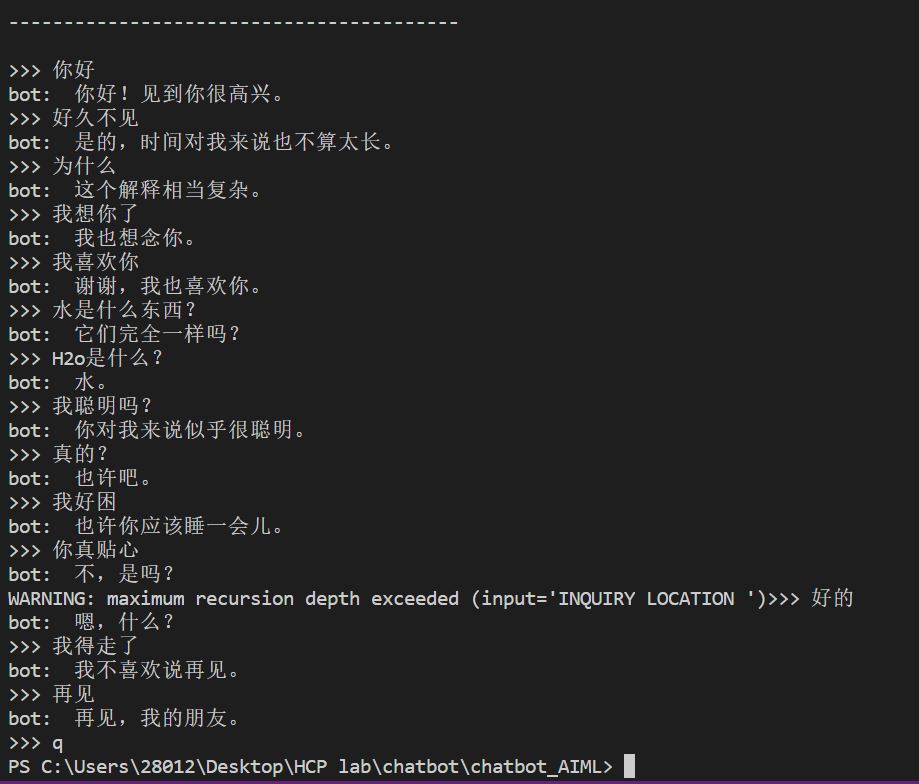 -----------------------------------------
>>> 你好
bot:  你好！见到你很高兴。
>>> 好久不见
bot:  是的，时间对我来说也不算太长。
>>> 为什么
bot:  这个解释相当复杂。
>>> 我想你了
bot:  我也想念你。
>>> 我喜欢你
bot:  谢谢，我也喜欢你。
>>> 水是什么东西？
bot:  它们完全一样吗？
>>> H2o是什么？
bot:  水。
>>> 我聪明吗？
bot:  你对我来说似乎很聪明。
>>> 真的？
bot:  也许吧。
>>> 我好困
bot:  也许你应该睡一会儿。
>>> 你真贴心
bot:  不，是吗？
WARNING: maximum recursion depth exceeded (input='INQUIRY LOCATION ')>>> 好的
bot:  嗯，什么？
>>> 我得走了
bot:  我不喜欢说再见。
>>> 再见
bot:  再见，我的朋友。
>>> q
PS C:\Users\28012\Desktop\HCP lab\chatbot\chatbot_AIML>